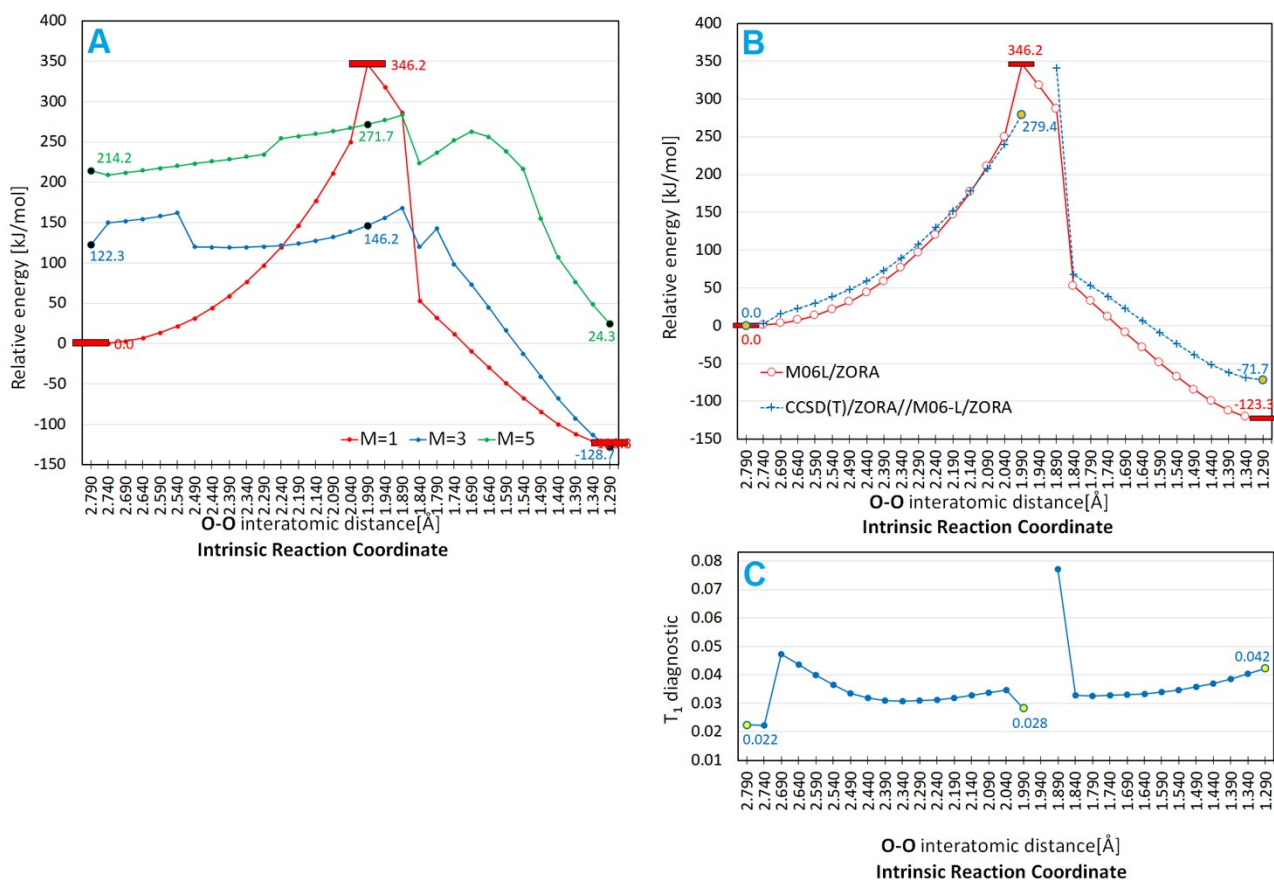 A
Relative energy [kJ/mol]
400
350
300
250
200
150
100
50
0
-50
-100
-150
346.2
271.7
214.2
146.2
122.3
0.0
24.3
-128.7
M=1 M=3 M=5
2.790 2.740 2.690 2.640 2.590 2.540 2.490 2.440 2.390 2.340 2.290 2.240 2.190 2.140 2.090 2.040 1.990 1.940 1.890 1.840 1.790 1.740 1.690 1.640 1.590 1.540 1.490 1.440 1.390 1.340 1.290
O-O interatomic distance[Å]
Intrinsic Reaction Coordinate
B
Relative energy [kJ/mol]
400
350
300
250
200
150
100
50
0
-50
-100
-150
346.2
279.4
0.0
0.0
-71.7
-123.3
M06L/ZORA
CCSD(T)/ZORA//M06-L/ZORA
2.790 2.740 2.690 2.640 2.590 2.540 2.490 2.440 2.390 2.340 2.290 2.240 2.190 2.140 2.090 2.040 1.990 1.940 1.890 1.840 1.790 1.740 1.690 1.640 1.590 1.540 1.490 1.440 1.390 1.340 1.290
O-O interatomic distance[Å]
Intrinsic Reaction Coordinate
C
T1 diagnostic
0.08
0.07
0.06
0.05
0.04
0.03
0.02
0.01
0.022
0.028
0.042
2.790 2.740 2.690 2.640 2.590 2.540 2.490 2.440 2.390 2.340 2.290 2.240 2.190 2.140 2.090 2.040 1.990 1.940 1.890 1.840 1.790 1.740 1.690 1.640 1.590 1.540 1.490 1.440 1.390 1.340 1.290
O-O interatomic distance[Å]
Intrinsic Reaction Coordinate